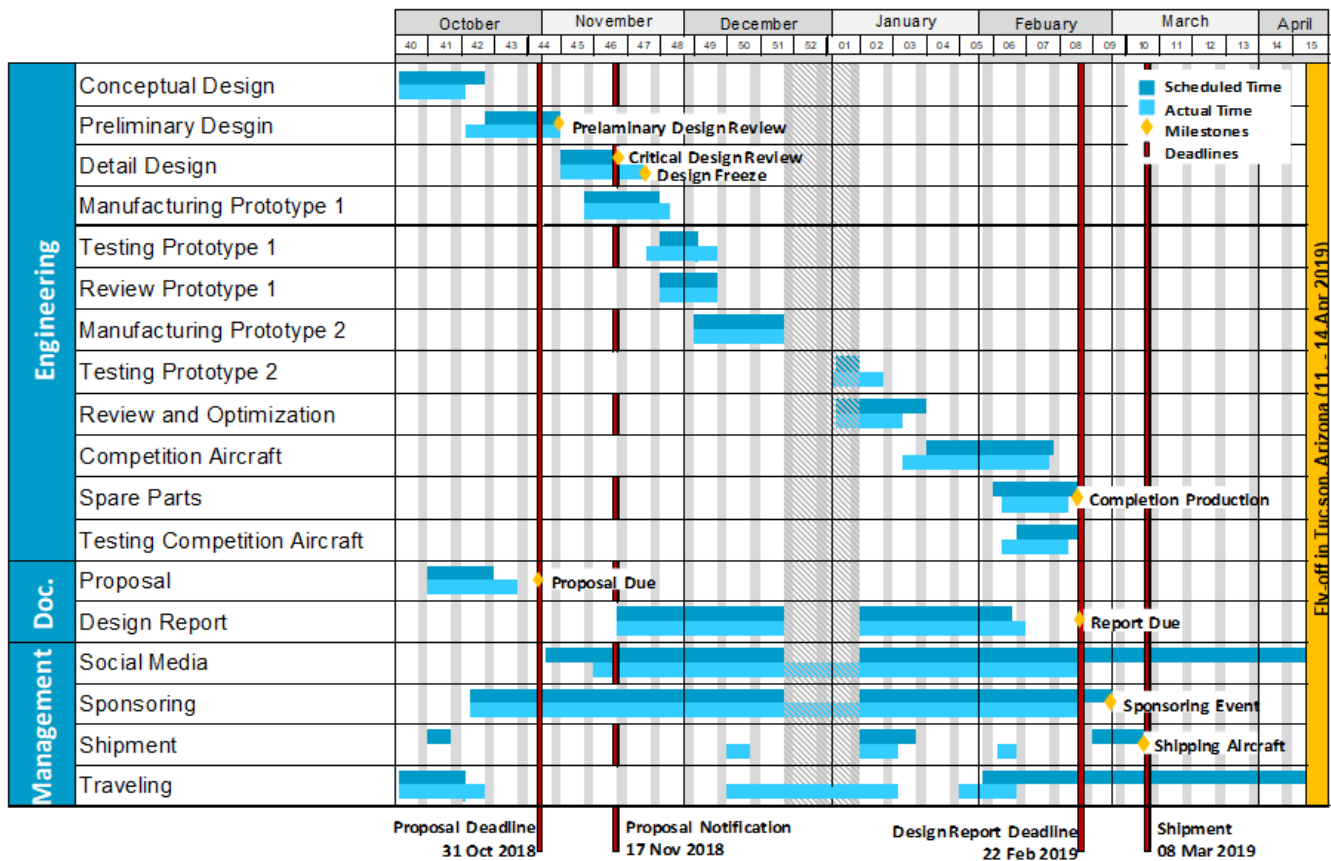 October November December January Febuary March April
40 41 42 43 44 45 46 47 48 49 50 51 52 01 02 03 04 05 06 07 08 09 10 11 12 13 14 15
Scheduled Time
Actual Time
Milestones
Deadlines
Engineering
Conceptual Design
Preliminary Desgin
Prelaminary Design Review
Detail Design
Critical Design Review
Design Freeze
Manufacturing Prototype 1
Testing Prototype 1
Review Prototype 1
Manufacturing Prototype 2
Testing Prototype 2
Review and Optimization
Competition Aircraft
Spare Parts
Completion Production
Testing Competition Aircraft
Doc.
Proposal
Proposal Due
Design Report
Report Due
Management
Social Media
Sponsoring
Sponsoring Event
Shipment
Shipping Aircraft
Traveling
Fly-off in Tucson, Arizona (11. - 14.Apr 2019)
Proposal Deadline
31 Oct 2018
Proposal Notification
17 Nov 2018
Design Report Deadline
22 Feb 2019
Shipment
08 Mar 2019